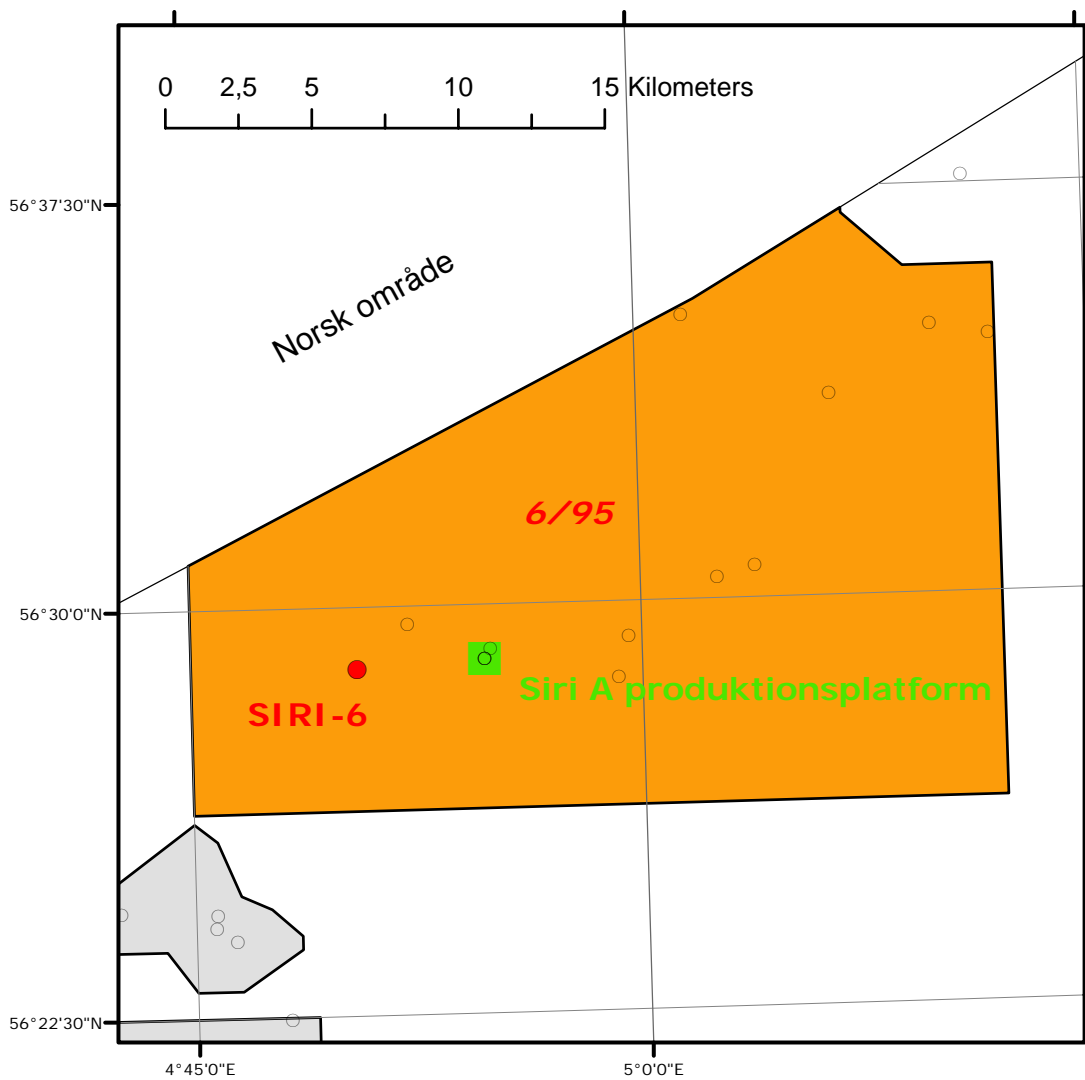 0 2,5 5 10 15 Kilometers
56°37'30"N
Norsk område
6/95
56°30'0"N
Siri A produktionsplatform
SIRI-6
56°22'30"N
4°45'0"E 5°0'0"E